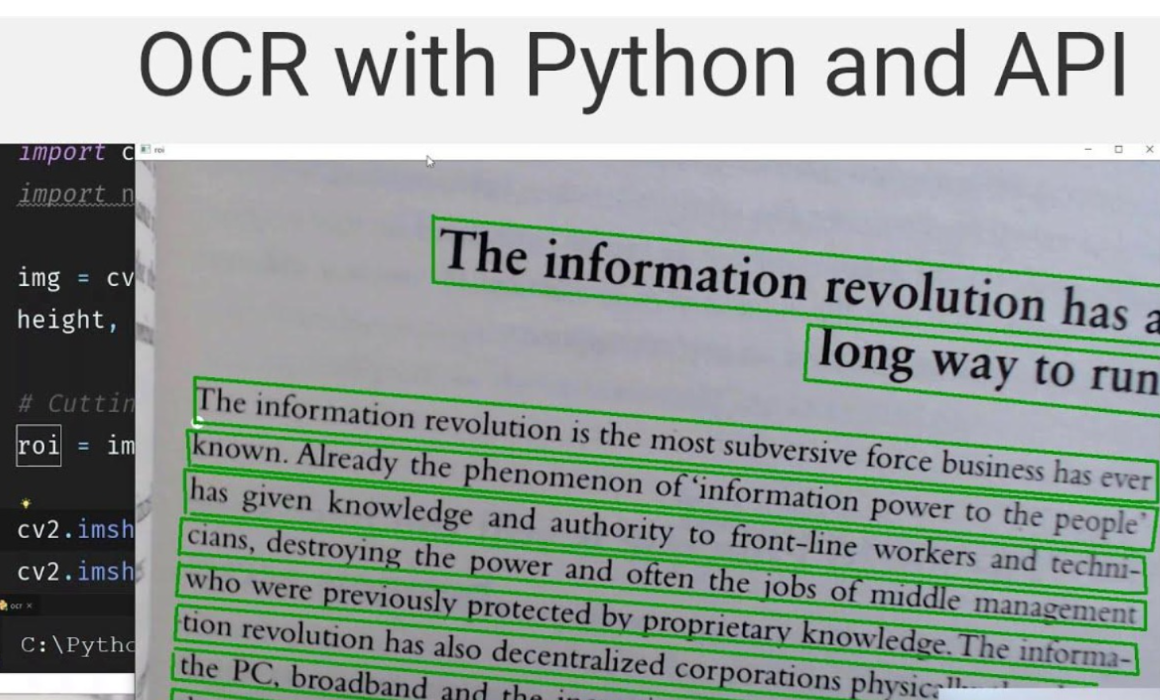 OCR with Python and API
import c
roi
import n
img = cv
height,
# Cuttin
roi = im
cv2.imsh
cv2.imsh
ocr ×
C:\Pytho
The information revolution has a
long way to run
The information revolution is the most subversive force business has ever
known. Already the phenomenon of ‘information power to the people’
has given knowledge and authority to front-line workers and techni-
cians, destroying the power and often the jobs of middle management
who were previously protected by proprietary knowledge. The informa-
tion revolution has also decentralized corporations
the PC, broadband and the